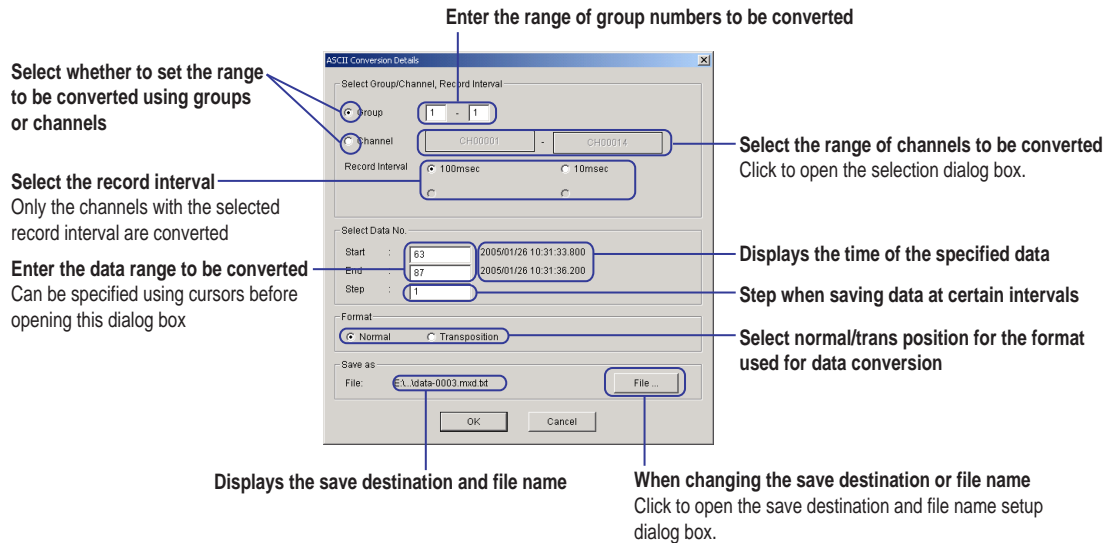 Enter the range of group numbers to be converted
Select whether to set the range
to be converted using groups
or channels
Select the record interval
Only the channels with the selected
record interval are converted
Enter the data range to be converted
Can be specified using cursors before
opening this dialog box
ASCII Conversion Details
Select Group/Channel, Record Interval
Group 1 - 1
Channel CH00001 - CH00014
Record Interval 100msec 10msec
Select Data No.
Start : 63 2005/01/26 10:31:33.800
End : 87 2005/01/26 10:31:36.200
Step : 1
Format
Normal Transposition
Save as
File: E:\...\data-0003.mxd.txt File ...
OK Cancel
Select the range of channels to be converted
Click to open the selection dialog box.
Displays the time of the specified data
Step when saving data at certain intervals
Select normal/trans position for the format
used for data conversion
Displays the save destination and file name
When changing the save destination or file name
Click to open the save destination and file name setup
dialog box.